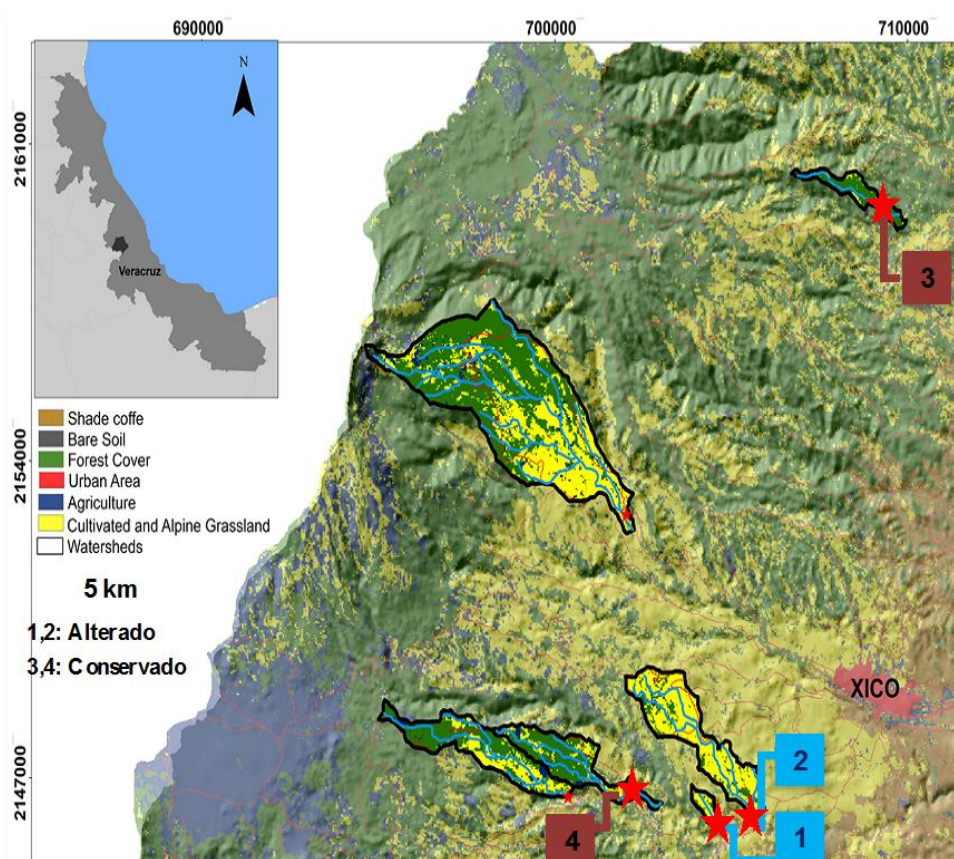 690000
700000
710000
N
Veracruz
2161000
2154000
2147000
Shade coffe
Bare Soil
Forest Cover
Urban Area
Agriculture
Cultivated and Alpine Grassland
Watersheds
5 km
1,2: Alterado
3,4: Conservado
3
XICO
2
4
1